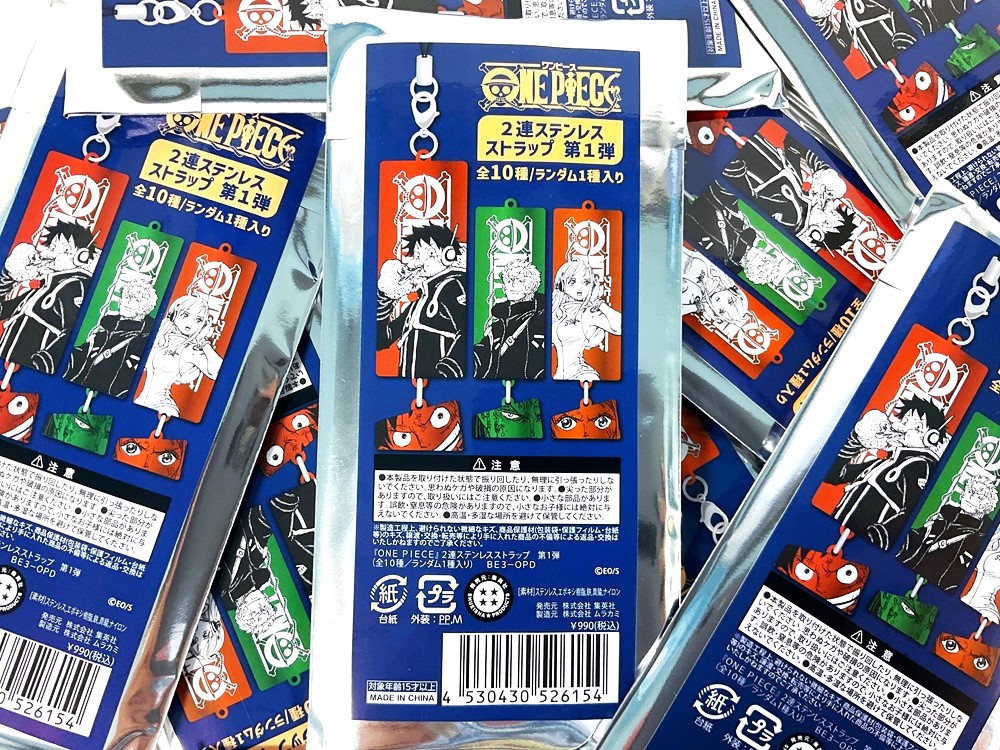 ワンピース
ONE PIECE
2連ステンレス
ストラップ 第1弾
全10種/ランダム1種入り
⚠ 注意
●本製品を取り付けた状態で振り回したり、無理に引っ張ったりしな
いでください。思わぬケガや破損の原因になります。●尖った部分が
ありますので、取り扱いにはご注意ください。●小さな部品がありま
す。誤飲、窒息等の危険がありますので、小さなお子様には絶対に与
えないでください。●高温・多湿な場所を避けて保管してください。
※製造工程上、避けられない微細なキズ、商品保護材(包装袋・保護フィルム・台紙
等)のキズ、譲渡・交換・転売等により手に入れた商品の不備等による返品・交換は
いたしかねますのでご了承ください。
『ONE PIECE』2連ステンレスストラップ 第1弾
(全10種/ランダム1種入り) BE3-OPD
©E/O/S
紙
台紙
プラ
外装：PP,M
発売元：集英社
SHUEISHA PRODUCTS
[素材]ステンレス,エポキシ樹脂,鉄,真鍮,ナイロン
発売元 株式会社 集英社
製造元 株式会社 ムラカミ
￥990(税込)
対象年齢15才以上
MADE IN CHINA
4 530430 526154